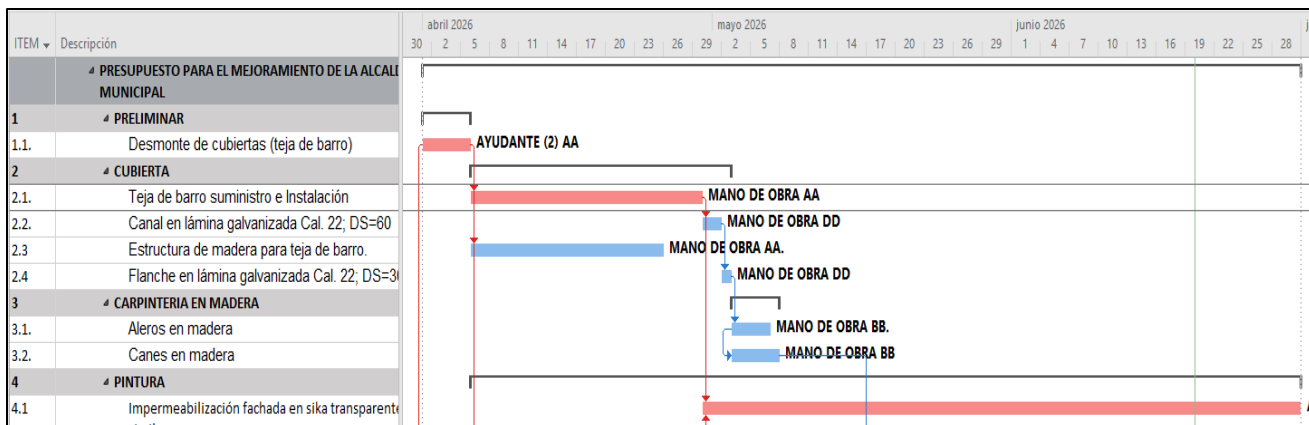 abril 2026 mayo 2026 junio 2026
ITEM Descripción 30 2 5 8 11 14 17 20 23 26 29 2 5 8 11 14 17 20 23 26 29 1 4 7 10 13 16 19 22 25 28
PRESUPUESTO PARA EL MEJORAMIENTO DE LA ALCALD
MUNICIPAL
1 PRELIMINAR
1.1. Desmonte de cubiertas (teja de barro) AYUDANTE (2) AA
2 CUBIERTA
2.1. Teja de barro suministro e Instalación MANO DE OBRA AA
2.2. Canal en lámina galvanizada Cal. 22; DS=60 MANO DE OBRA DD
2.3 Estructura de madera para teja de barro. MANO DE OBRA AA.
2.4 Flanche en lámina galvanizada Cal. 22; DS=3 MANO DE OBRA DD
3 CARPINTERIA EN MADERA
3.1. Aleros en madera MANO DE OBRA BB.
3.2. Canes en madera MANO DE OBRA BB
4 PINTURA
4.1 Impermeabilización fachada en sika transparente